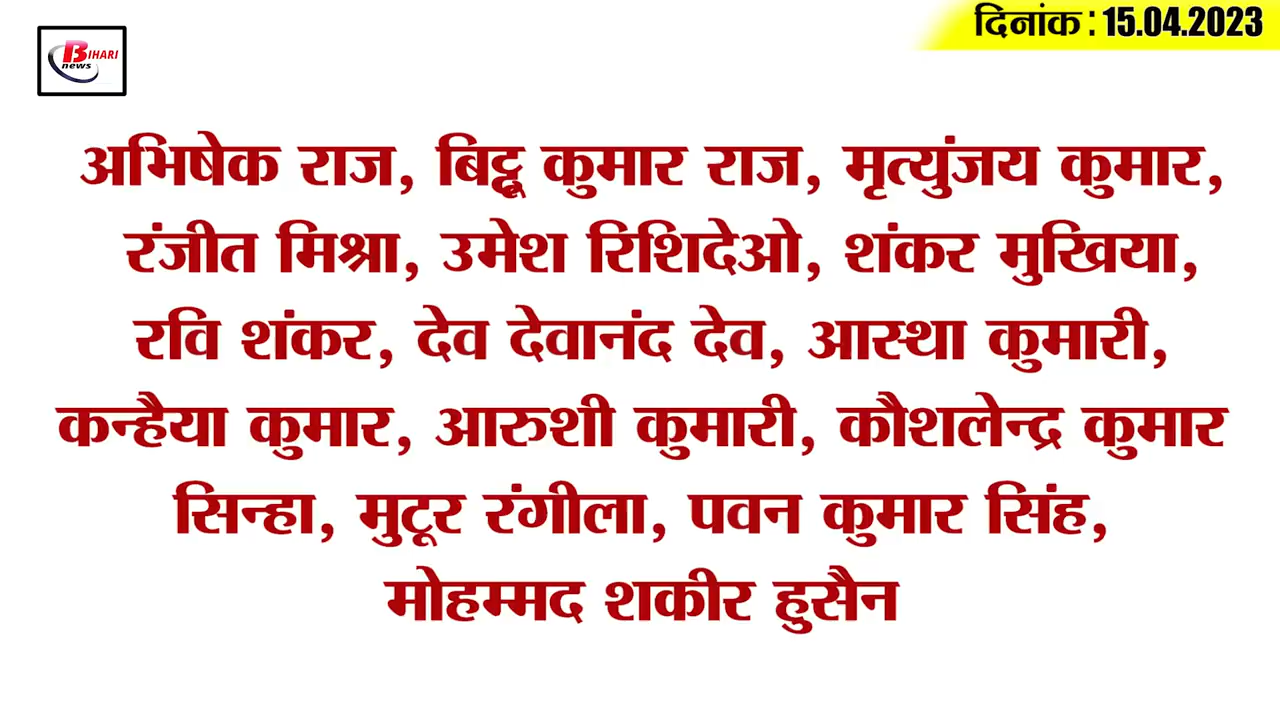 दिनांक : 15.04.2023
BIHARI
news
अभिषेक राज, बिट्टू कुमार राज, मृत्युंजय कुमार,
रंजीत मिश्रा, उमेश रिशिदेओ, शंकर मुखिया,
रवि शंकर, देव देवानंद देव, आस्था कुमारी,
कन्हैया कुमार, आरुशी कुमारी, कौशलेन्द्र कुमार
सिन्हा, मुटूर रंगीला, पवन कुमार सिंह,
मोहम्मद शकीर हुसैन